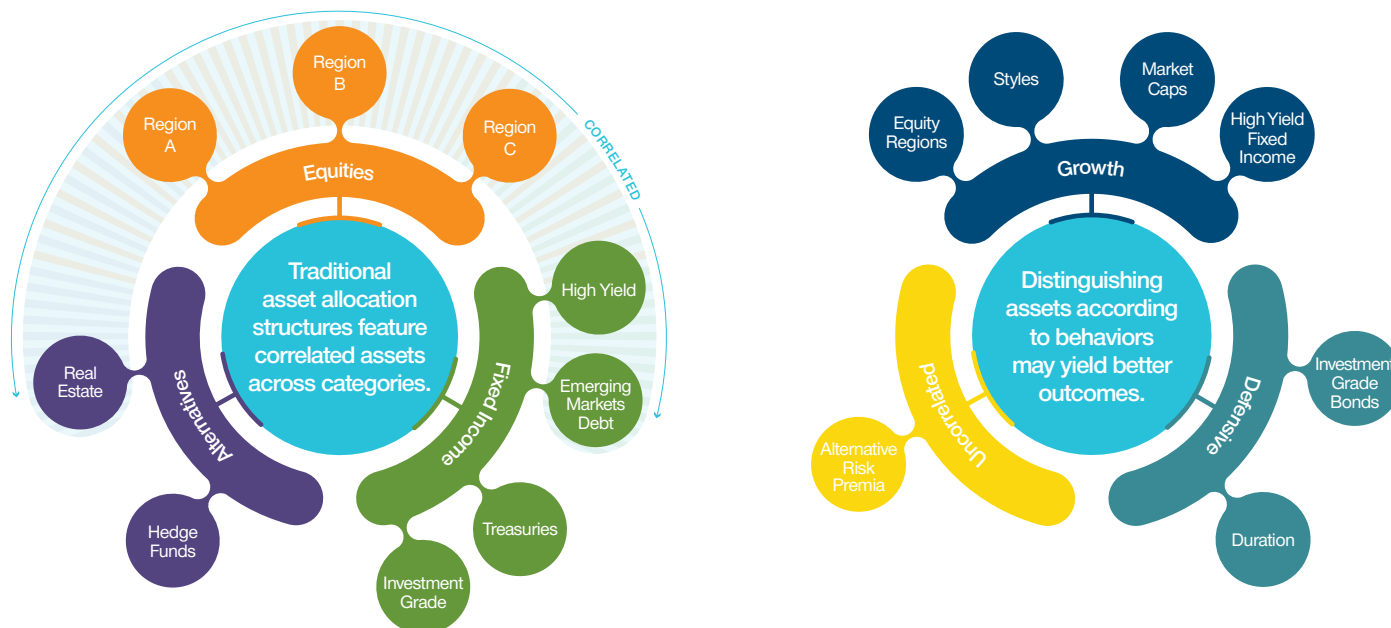 Region
A
Region
B
Region
C
CORRELATED
Equities
Traditional
asset allocation
structures feature
correlated assets
across categories.
High Yield
Emerging
Markets
Debt
Fixed Income
Treasuries
Investment
Grade
Alternatives
Real
Estate
Hedge
Funds
Equity
Regions
Styles
Market
Caps
High Yield
Fixed
Income
Growth
Distinguishing
assets according
to behaviors
may yield better
outcomes.
Investment
Grade
Bonds
Defensive
Duration
Uncorrelated
Alternative
Risk
Premia